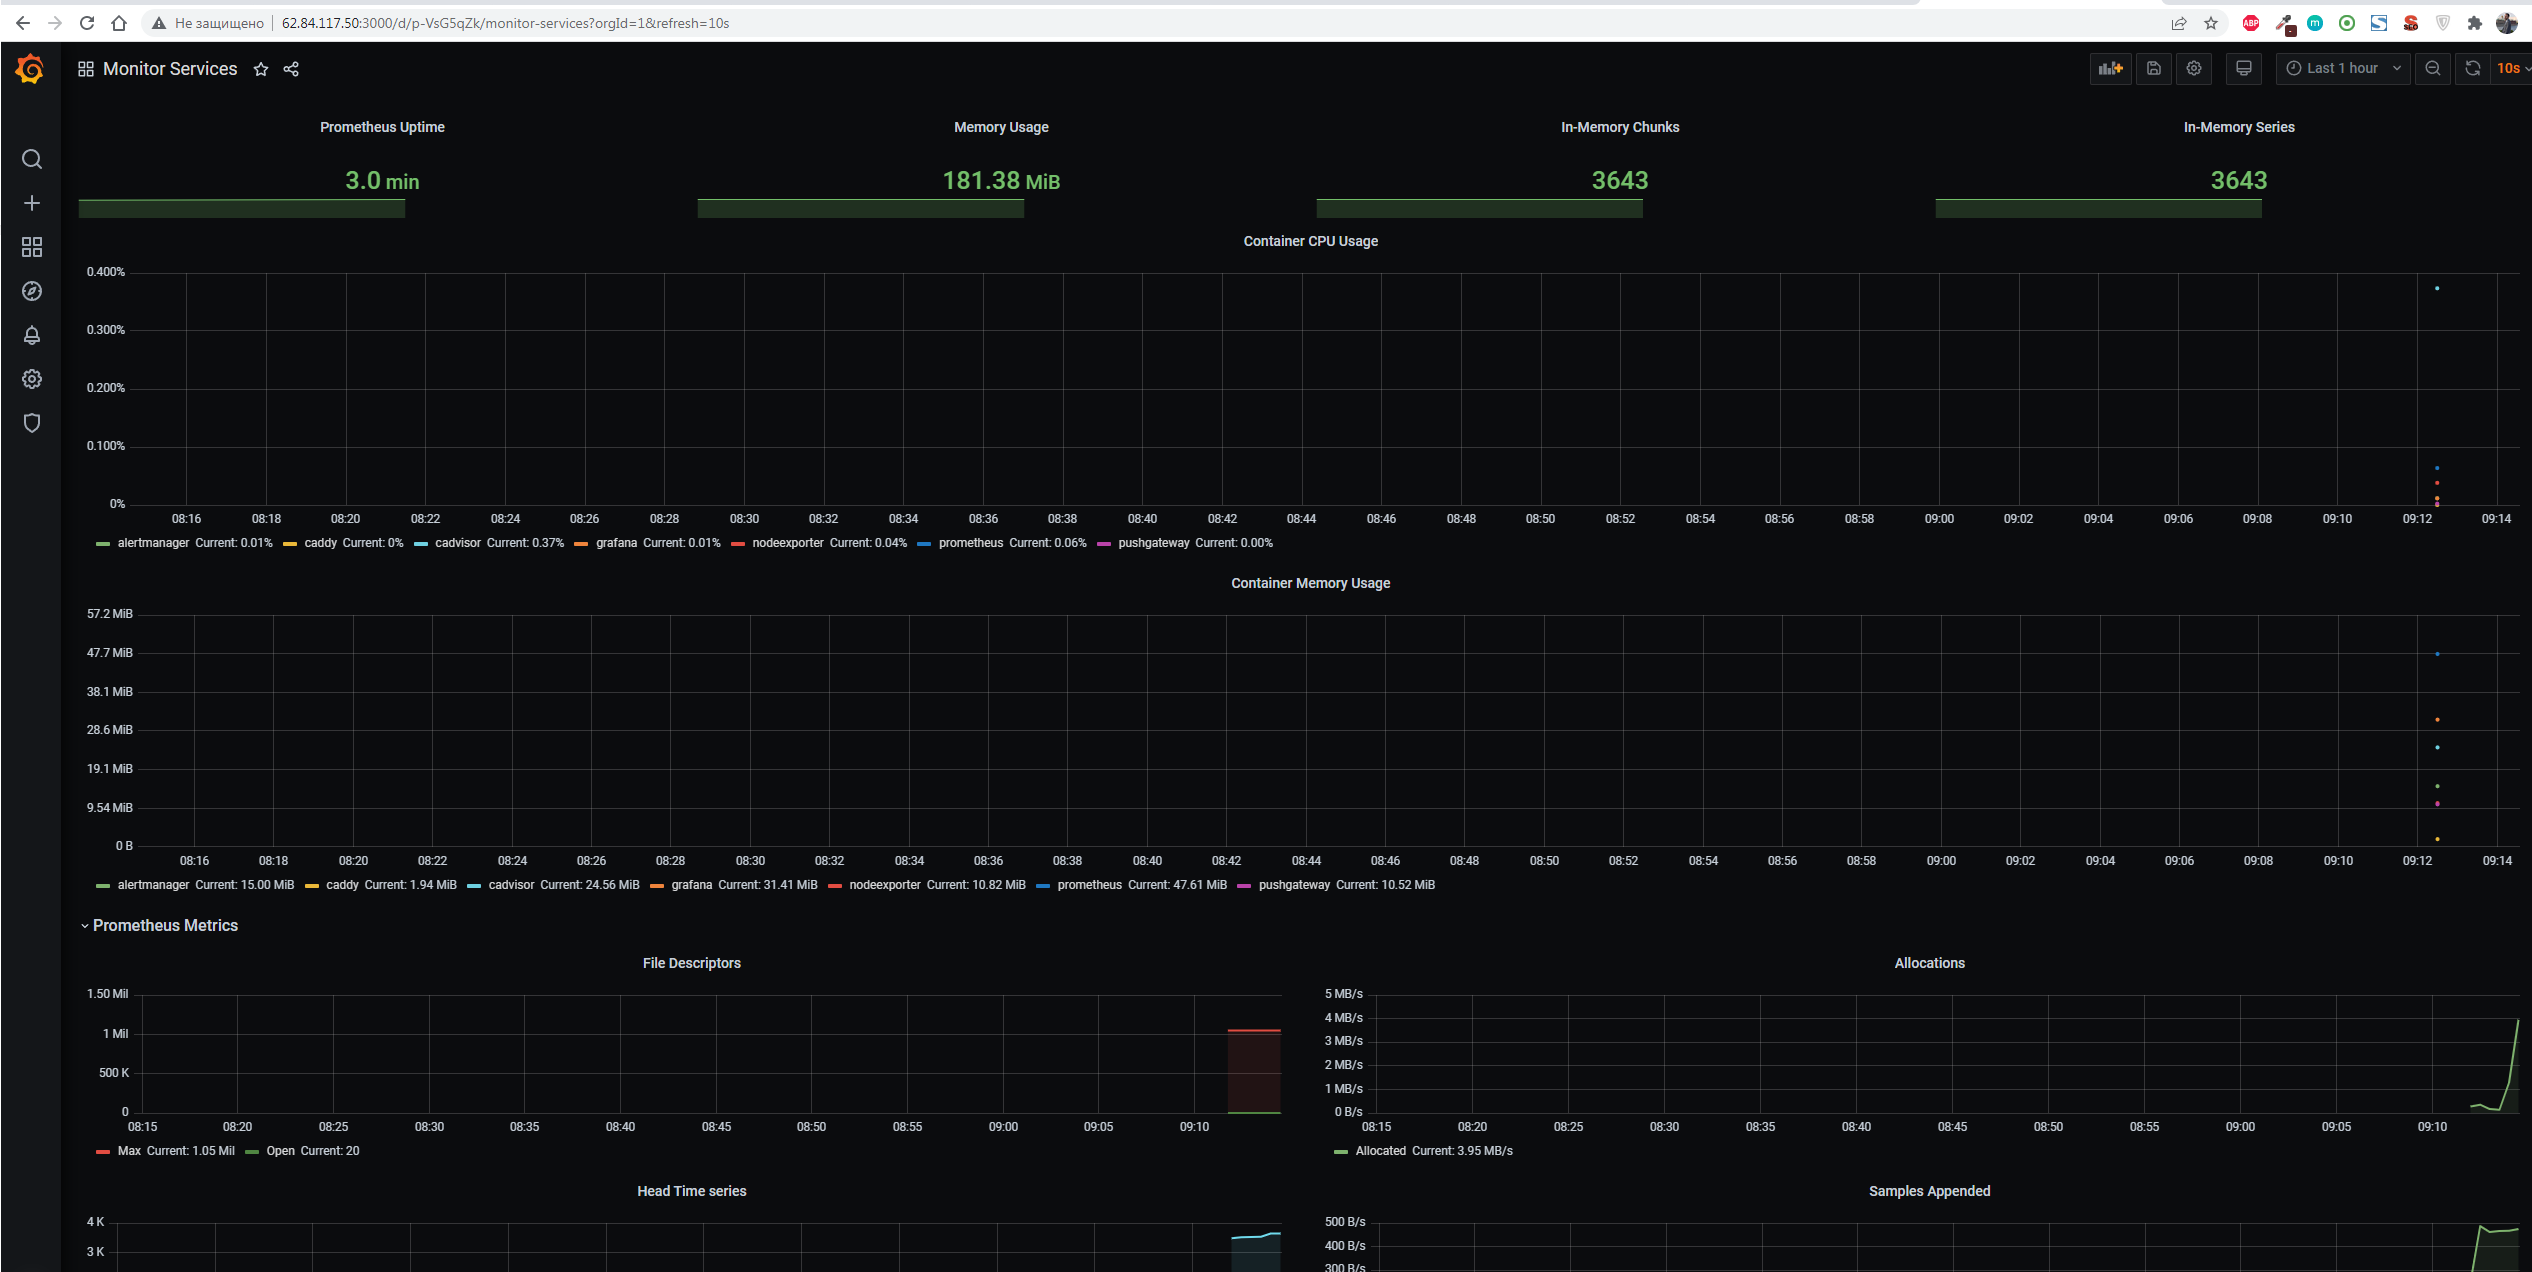 Не защищено 62.84.117.50:3000/d/p-VsG5qZk/monitor-services?orgId=1&refresh=10s
ABP m SEO
Monitor Services Last 1 hour 10s
Prometheus Uptime Memory Usage In-Memory Chunks In-Memory Series
3.0 min 181.38 MiB 3643 3643
Container CPU Usage
0.400%
0.300%
0.200%
0.100%
0%
08:16 08:18 08:20 08:22 08:24 08:26 08:28 08:30 08:32 08:34 08:36 08:38 08:40 08:42 08:44 08:46 08:48 08:50 08:52 08:54 08:56 08:58 09:00 09:02 09:04 09:06 09:08 09:10 09:12 09:14
alertmanager Current: 0.01% caddy Current: 0% cadvisor Current: 0.37% grafana Current: 0.01% nodeexporter Current: 0.04% prometheus Current: 0.06% pushgateway Current: 0.00%
Container Memory Usage
57.2 MiB
47.7 MiB
38.1 MiB
28.6 MiB
19.1 MiB
9.54 MiB
0 B
08:16 08:18 08:20 08:22 08:24 08:26 08:28 08:30 08:32 08:34 08:36 08:38 08:40 08:42 08:44 08:46 08:48 08:50 08:52 08:54 08:56 08:58 09:00 09:02 09:04 09:06 09:08 09:10 09:12 09:14
alertmanager Current: 15.00 MiB caddy Current: 1.94 MiB cadvisor Current: 24.56 MiB grafana Current: 31.41 MiB nodeexporter Current: 10.82 MiB prometheus Current: 47.61 MiB pushgateway Current: 10.52 MiB
Prometheus Metrics
File Descriptors
1.50 Mil
1 Mil
500 K
0
08:15 08:20 08:25 08:30 08:35 08:40 08:45 08:50 08:55 09:00 09:05 09:10
Max Current: 1.05 Mil Open Current: 20
Allocations
5 MB/s
4 MB/s
3 MB/s
2 MB/s
1 MB/s
0 B/s
08:15 08:20 08:25 08:30 08:35 08:40 08:45 08:50 08:55 09:00 09:05 09:10
Allocated Current: 3.95 MB/s
Head Time series
4 K
3 K
Samples Appended
500 B/s
400 B/s
300 B/s